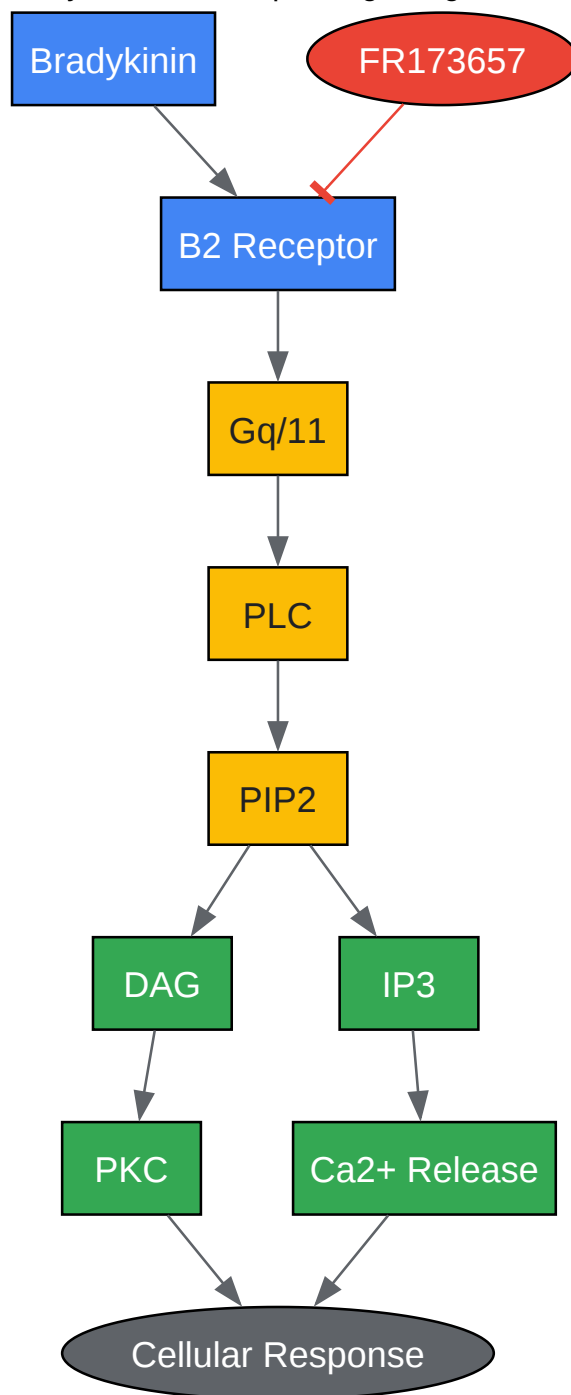 Bradykinin
FR173657
B2 Receptor
Gq/11
PLC
PIP2
DAG
IP3
PKC
Ca2+ Release
Cellular Response